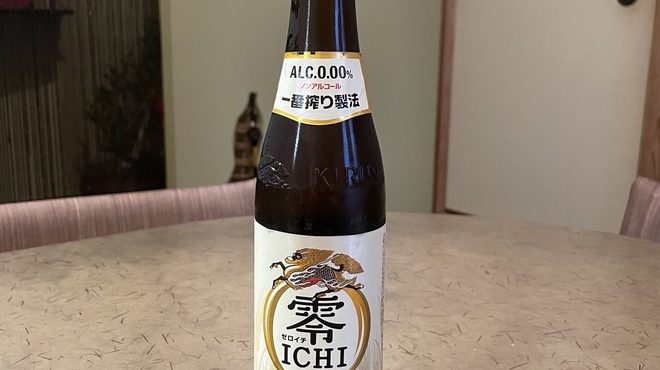 ALC.0.00%
ノンアルコール
一番搾り製法
KIRIN
零
ゼロイチ
ICHI